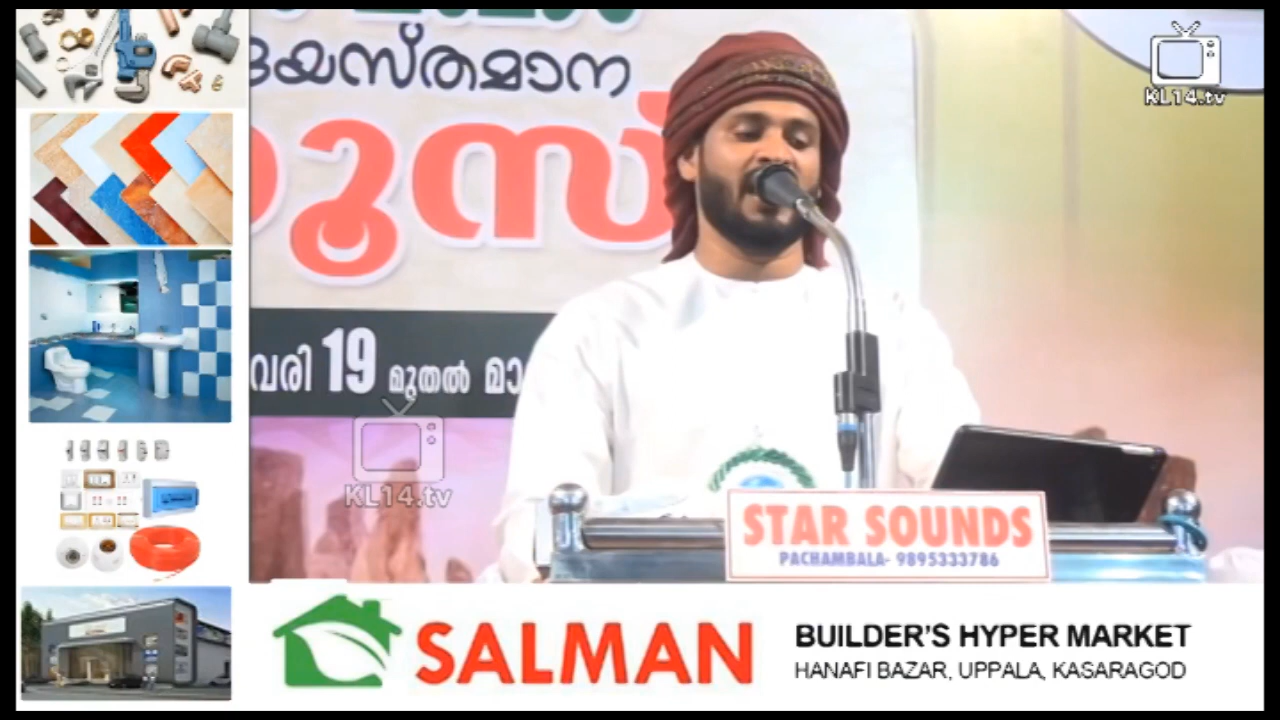 യസ്തമാന
KL14.tv
വരി 19 മുതൽ
KL14.tv
STAR SOUNDS
PACHAMBALA- 9895333786
SALMAN
BUILDER'S HYPER MARKET
HANAFI BAZAR, UPPALA, KASARAGOD